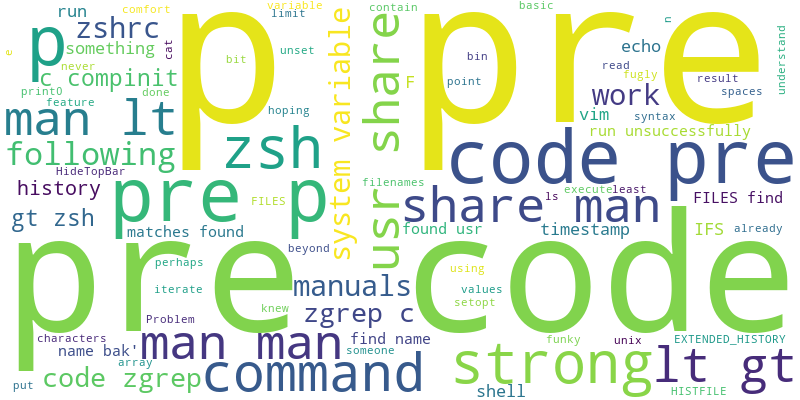 run
comfort
variable
limit
contain
basic
n
zshrc
p
pre
p
something
cat
e
never
c compinit
bit
unset
hoping
system variable
usr share
F
bin
read
echo
fugly
result
spaces
understand
point
work
print0
done
feature
man lt
vim
syntax
run unsuccessfully
following
zsh
code pre
HideTopBar
history
pre p
FILES
filenames
share man
ls
execute
least
FILES find
gt zsh
matches found
beyond
found usr
timestamp
IFS
already
pre
code
perhaps
iterate
manuals
using
values
setopt
knew
Problem
zgrep c
characters
man man
find name
someone
name bak'
array
put
code zgrep
command
funky
unix
EXTENDED_HISTORY
strong
lt gt
shell
HISTFILE